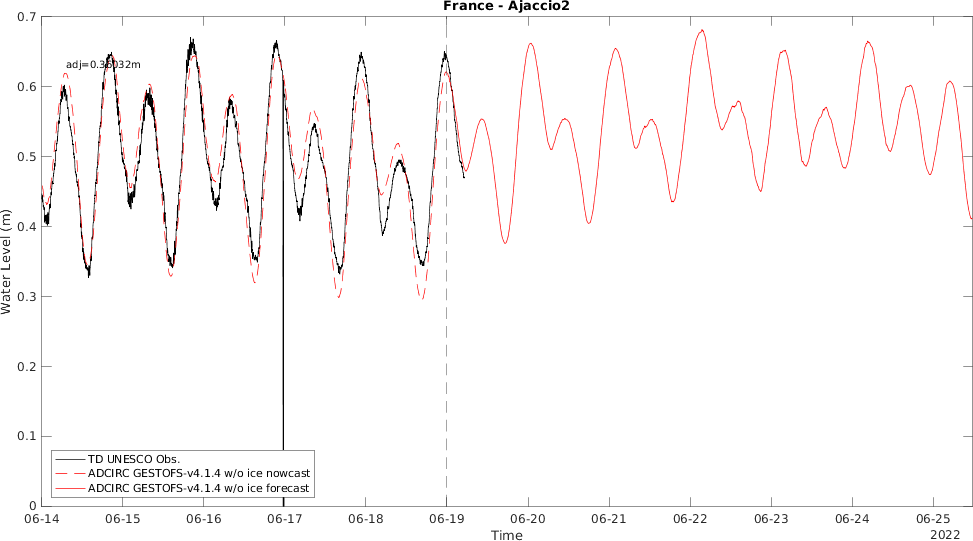 France - Ajaccio2
0.7
adj=0.36032m
0.6
0.5
0.4
0.3
0.2
0.1
0
Water Level (m)
TD UNESCO Obs.
ADCIRC GESTOFS-v4.1.4 w/o ice nowcast
ADCIRC GESTOFS-v4.1.4 w/o ice forecast
06-14 06-15 06-16 06-17 06-18 06-19 06-20 06-21 06-22 06-23 06-24 06-25
Time
2022